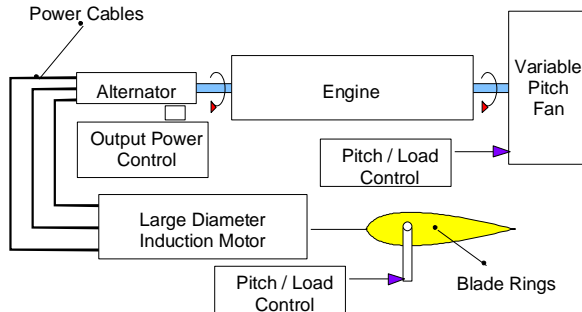 Power Cables
Alternator
Engine
Variable
Pitch
Fan
Output Power
Control
Pitch / Load
Control
Large Diameter
Induction Motor
Pitch / Load
Control
Blade Rings